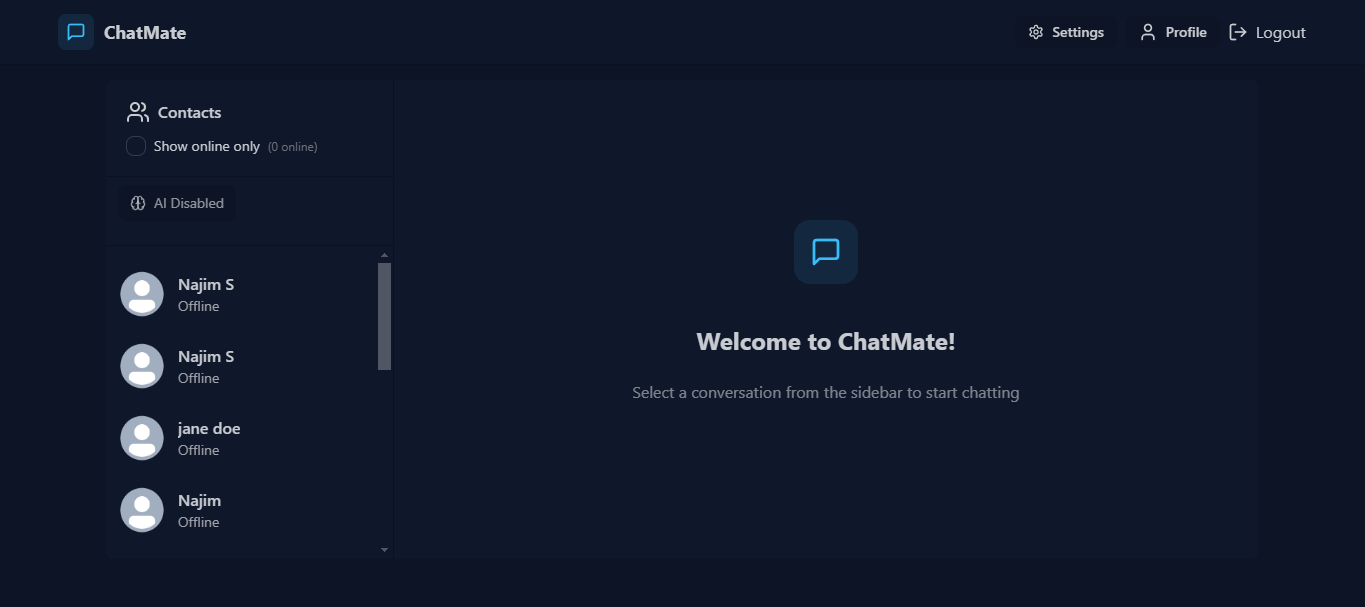 ChatMate
Settings
Profile
Logout
Contacts
Show online only (0 online)
AI Disabled
Najim S
Offline
Najim S
Offline
jane doe
Offline
Najim
Offline
Welcome to ChatMate!
Select a conversation from the sidebar to start chatting